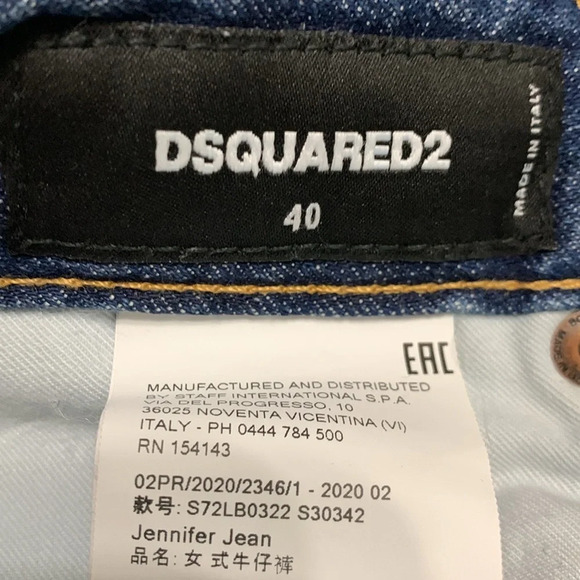 DSQUARED2
40
MADE IN ITALY
EAC
MANUFACTURED AND DISTRIBUTED
BY STAFF INTERNATIONAL S.P.A.
VIA DEL PROGRESSO, 10
36025 NOVENTA VICENTINA (VI)
ITALY - PH 0444 784 500
RN 154143
02PR/2020/2346/1 - 2020 02
款号: S72LB0322 S30342
Jennifer Jean
品名: 女 式牛仔裤